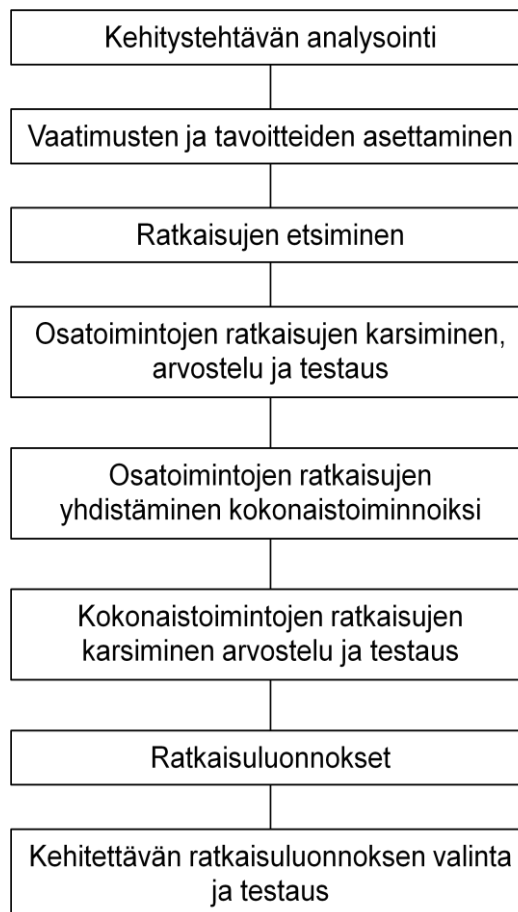 Kehitystehtävän analysointi
Vaatimusten ja tavoitteiden asettaminen
Ratkaisujen etsiminen
Osatoimintojen ratkaisujen karsiminen,
arvostelu ja testaus
Osatoimintojen ratkaisujen
yhdistäminen kokonaistoiminnoiksi
Kokonaistoimintojen ratkaisujen
karsiminen arvostelu ja testaus
Ratkaisuluonnokset
Kehitettävän ratkaisuluonnoksen valinta
ja testaus